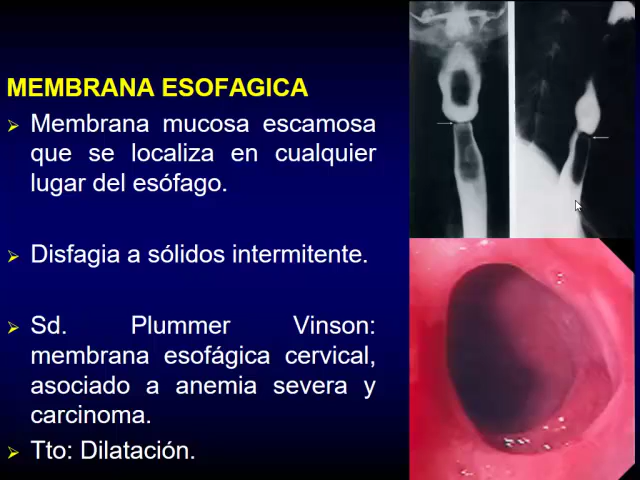 MEMBRANA ESOFAGICA
Membrana mucosa escamosa
que se localiza en cualquier
lugar del esófago.
Disfagia a sólidos intermitente.
Sd. Plummer Vinson:
membrana esofágica cervical,
asociado a anemia severa y
carcinoma.
Tto: Dilatación.